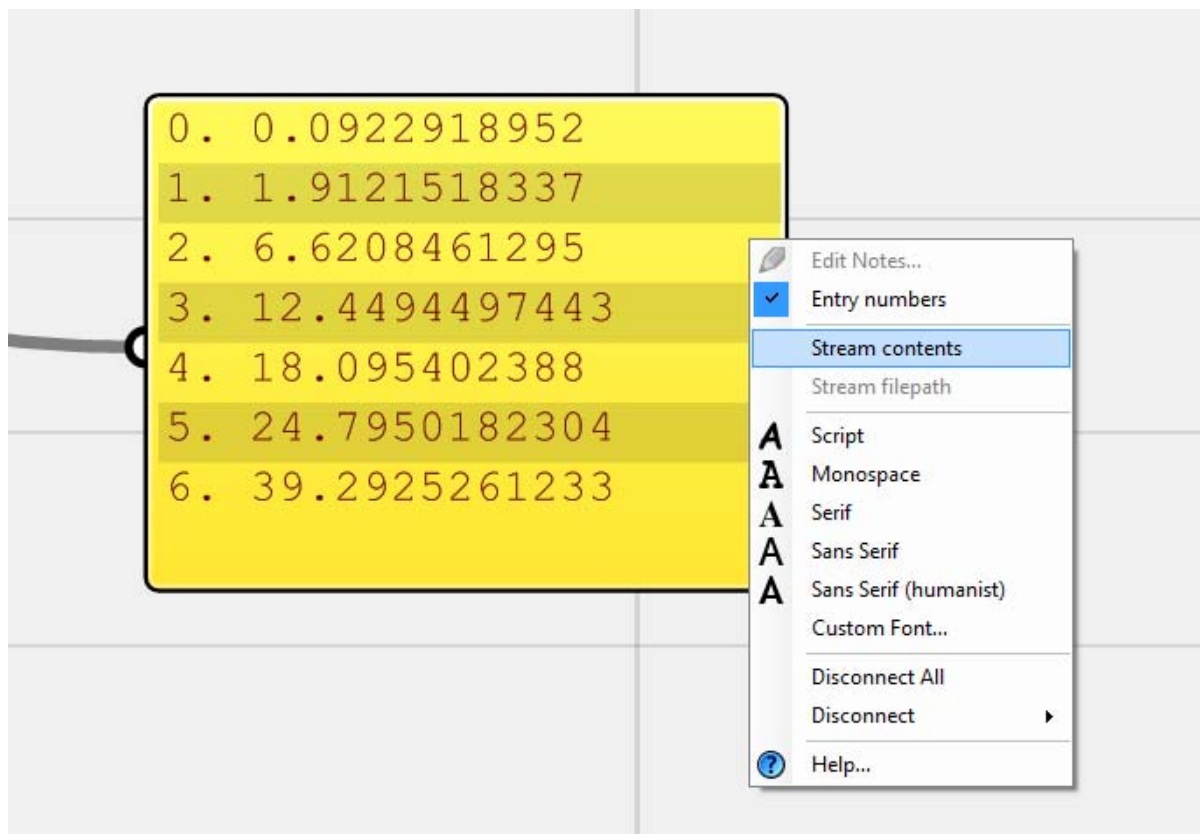 0. 0.0922918952
1. 1.9121518337
2. 6.6208461295
3. 12.4494497443
4. 18.095402388
5. 24.7950182304
6. 39.2925261233
Edit Notes...
Entry numbers
Stream contents
Stream filepath
A Script
A Monospace
A Serif
A Sans Serif
A Sans Serif (humanist)
Custom Font...
Disconnect All
Disconnect
? Help...